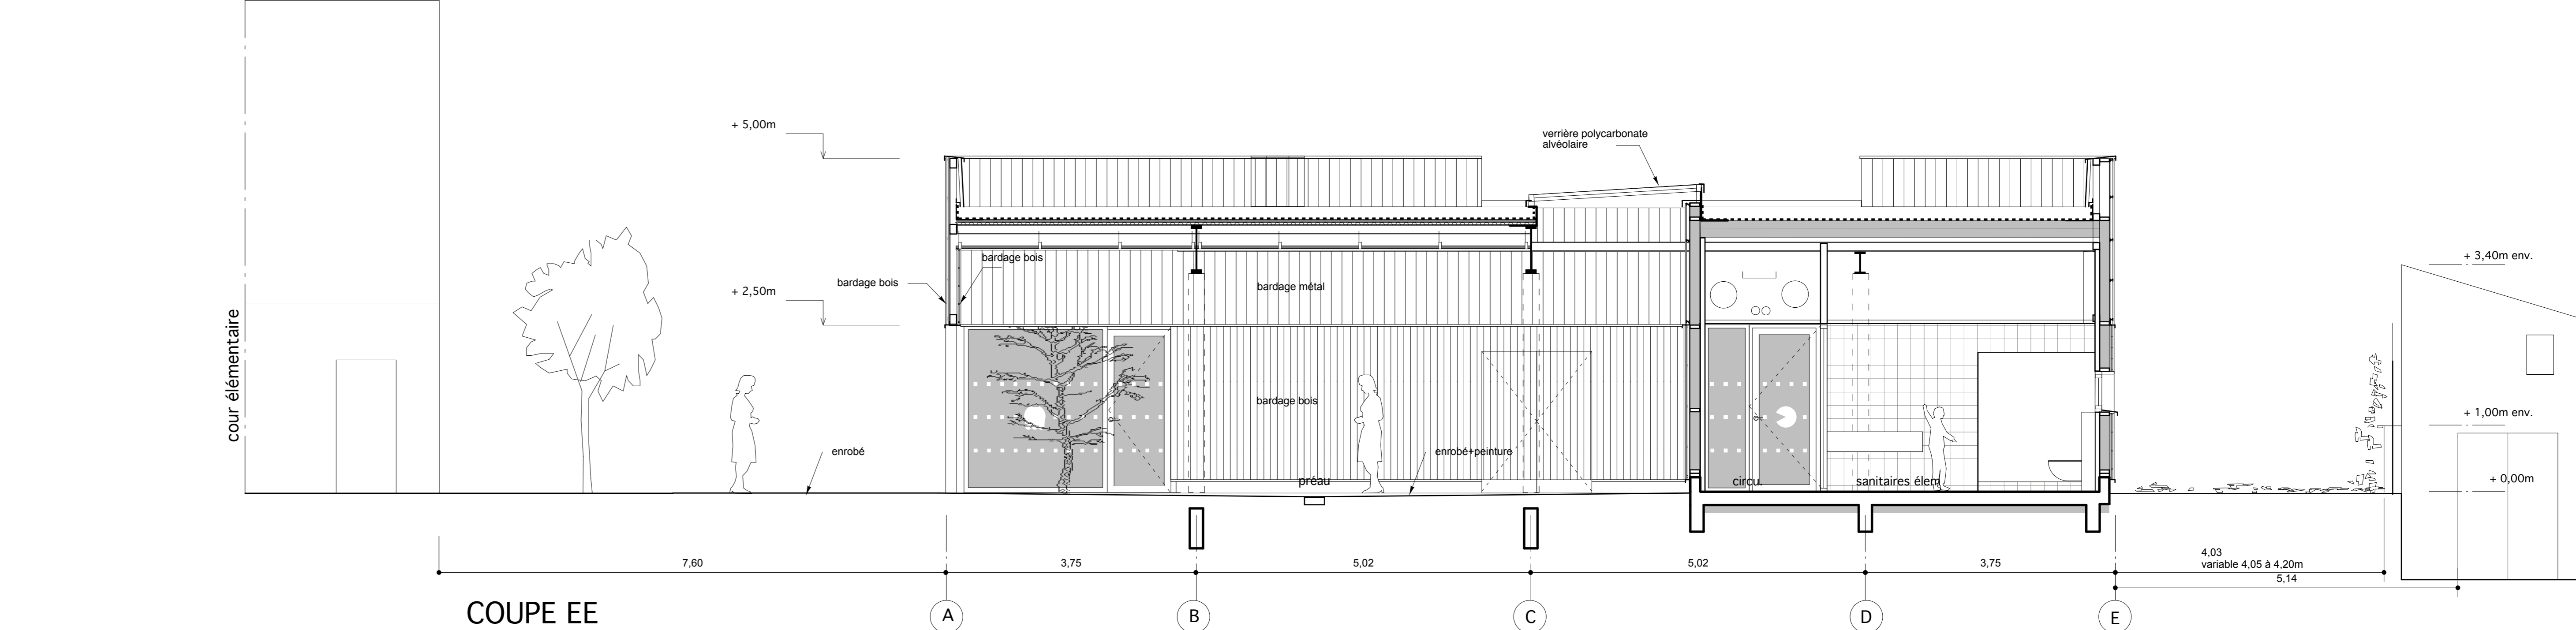 + 5,00m
verrière polycarbonate
alvéolaire
bardage bois
bardage bois
+ 3,40m env.
bardage métal
+ 2,50m
cour élémentaire
bardage bois
+ 1,00m env.
enrobé
enrobé+peinture
préau
circu.
sanitaires élem
+ 0,00m
7,60
3,75
5,02
5,02
3,75
4,03
variable 4,05 à 4,20m
5,14
COUPE EE
A
B
C
D
E